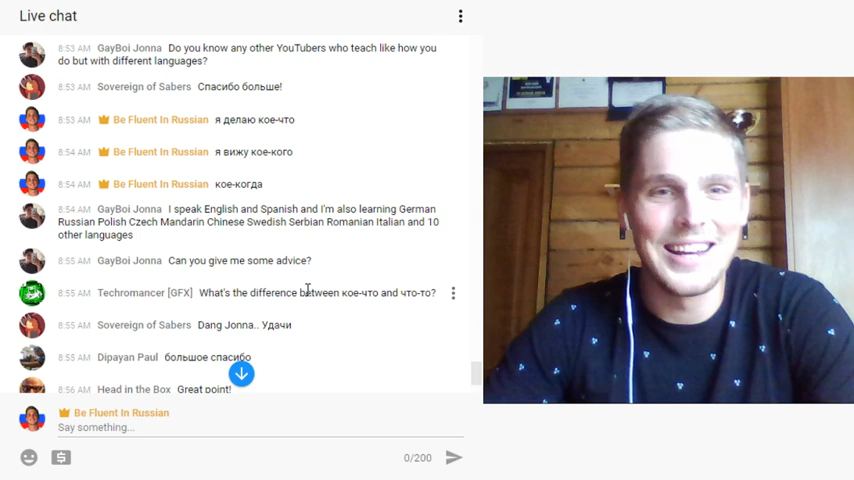 Live chat
8:53 AM GayBoi Jonna Do you know any other YouTubers who teach like how you
do but with different languages?
8:53 AM Sovereign of Sabers Спасибо больше!
8:53 AM Be Fluent In Russian я делаю кое-что
8:54 AM Be Fluent In Russian я вижу кое-кого
8:54 AM Be Fluent In Russian кое-когда
8:54 AM GayBoi Jonna I speak English and Spanish and I'm also learning German
Russian Polish Czech Mandarin Chinese Swedish Serbian Romanian Italian and 10
other languages
8:55 AM GayBoi Jonna Can you give me some advice?
8:55 AM Techromancer [GFX] What's the difference between кое-что and что-то?
8:55 AM Sovereign of Sabers Dang Jonna.. Удачи
8:55 AM Dipayan Paul большое спасибо
8:56 AM Head in the Box Great point!
Be Fluent In Russian
Say something...
0/200